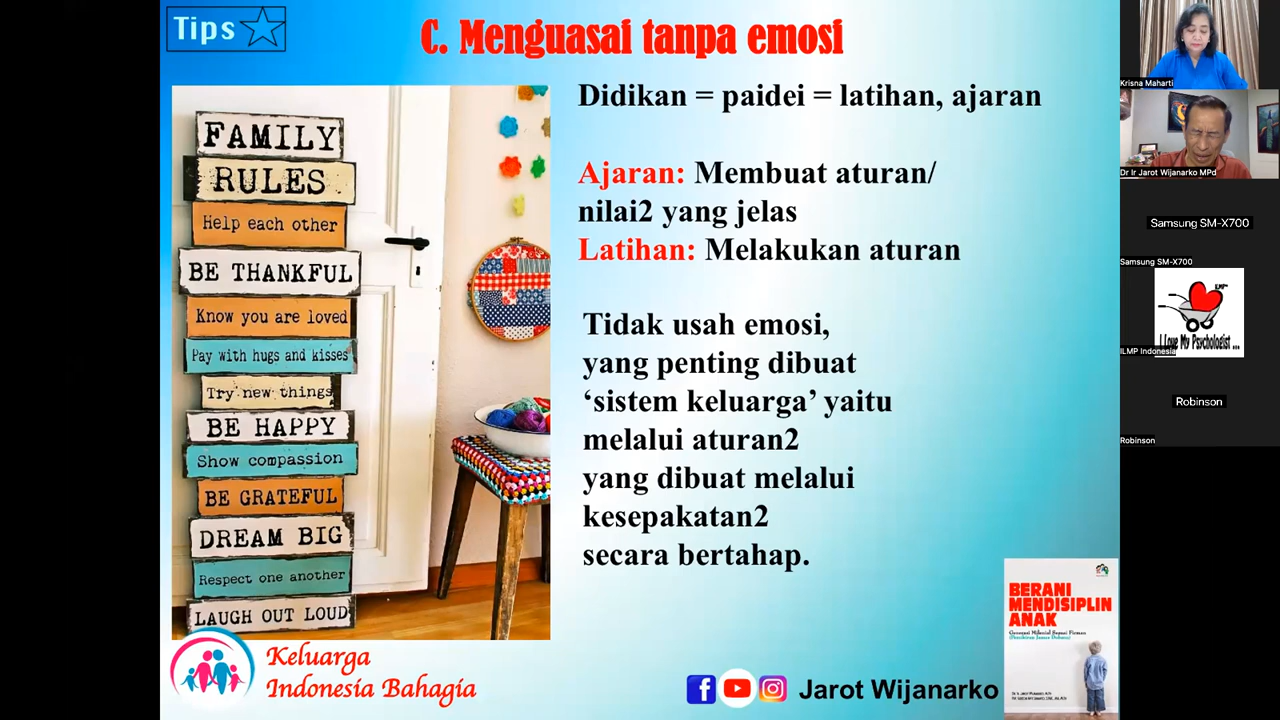 Tips
C. Menguasai tanpa emosi
Didikan = paidei = latihan, ajaran
Ajaran: Membuat aturan/
nilai2 yang jelas
Latihan: Melakukan aturan
Tidak usah emosi,
yang penting dibuat
‘sistem keluarga’ yaitu
melalui aturan2
yang dibuat melalui
kesepakatan2
secara bertahap.
FAMILY
RULES
Help each other
BE THANKFUL
Know you are loved
Pay with hugs and kisses
Try new things
BE HAPPY
Show compassion
BE GRATEFUL
DREAM BIG
Respect one another
LAUGH OUT LOUD
Keluarga
Indonesia Bahagia
Jarot Wijanarko
BERANI
MENDISIPLIN
ANAK
Krisna Maharti
Dr Ir Jarot Wijanarko MPd
Samsung SM-X700
Samsung SM-X700
I Love My Psychologist
ILMP Indonesia
Robinson
Robinson